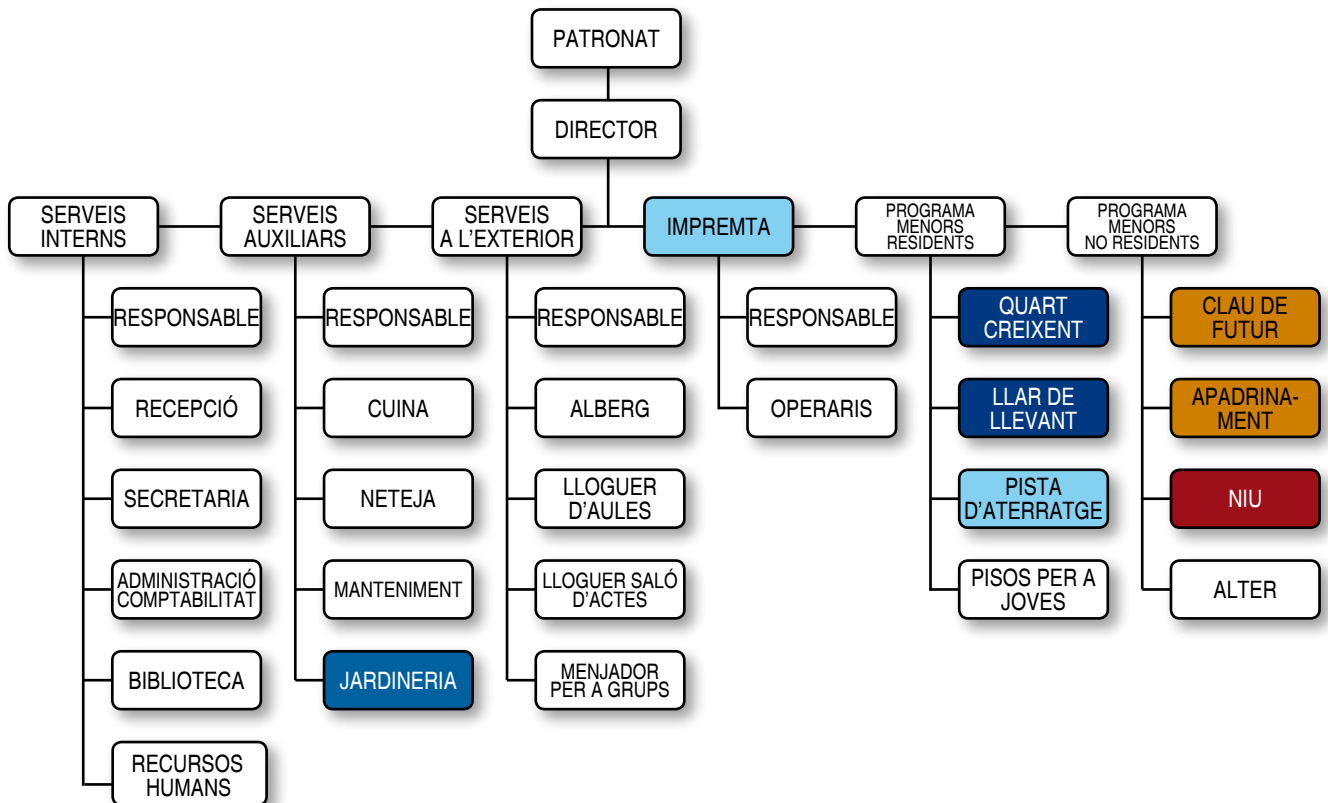 PATRONAT
DIRECTOR
SERVEIS
INTERNS
SERVEIS
AUXILIARS
SERVEIS
A L'EXTERIOR
IMPREMTA
PROGRAMA
MENORS
RESIDENTS
PROGRAMA
MENORS
NO RESIDENTS
RESPONSABLE
RECEPCIÓ
SECRETARIA
ADMINISTRACIÓ
COMPTABILITAT
BIBLIOTECA
RECURSOS
HUMANS
RESPONSABLE
CUINA
NETEJA
MANTENIMENT
JARDINERIA
RESPONSABLE
ALBERG
LLOGUER
D'AULES
LLOGUER SALÓ
D'ACTES
MENJADOR
PER A GRUPS
RESPONSABLE
OPERARIS
QUART
CREIXENT
LLAR DE
LLEVANT
PISTA
D'ATERRATGE
PISOS PER A
JOVES
CLAU DE
FUTUR
APADRINA-
MENT
NIU
ALTER